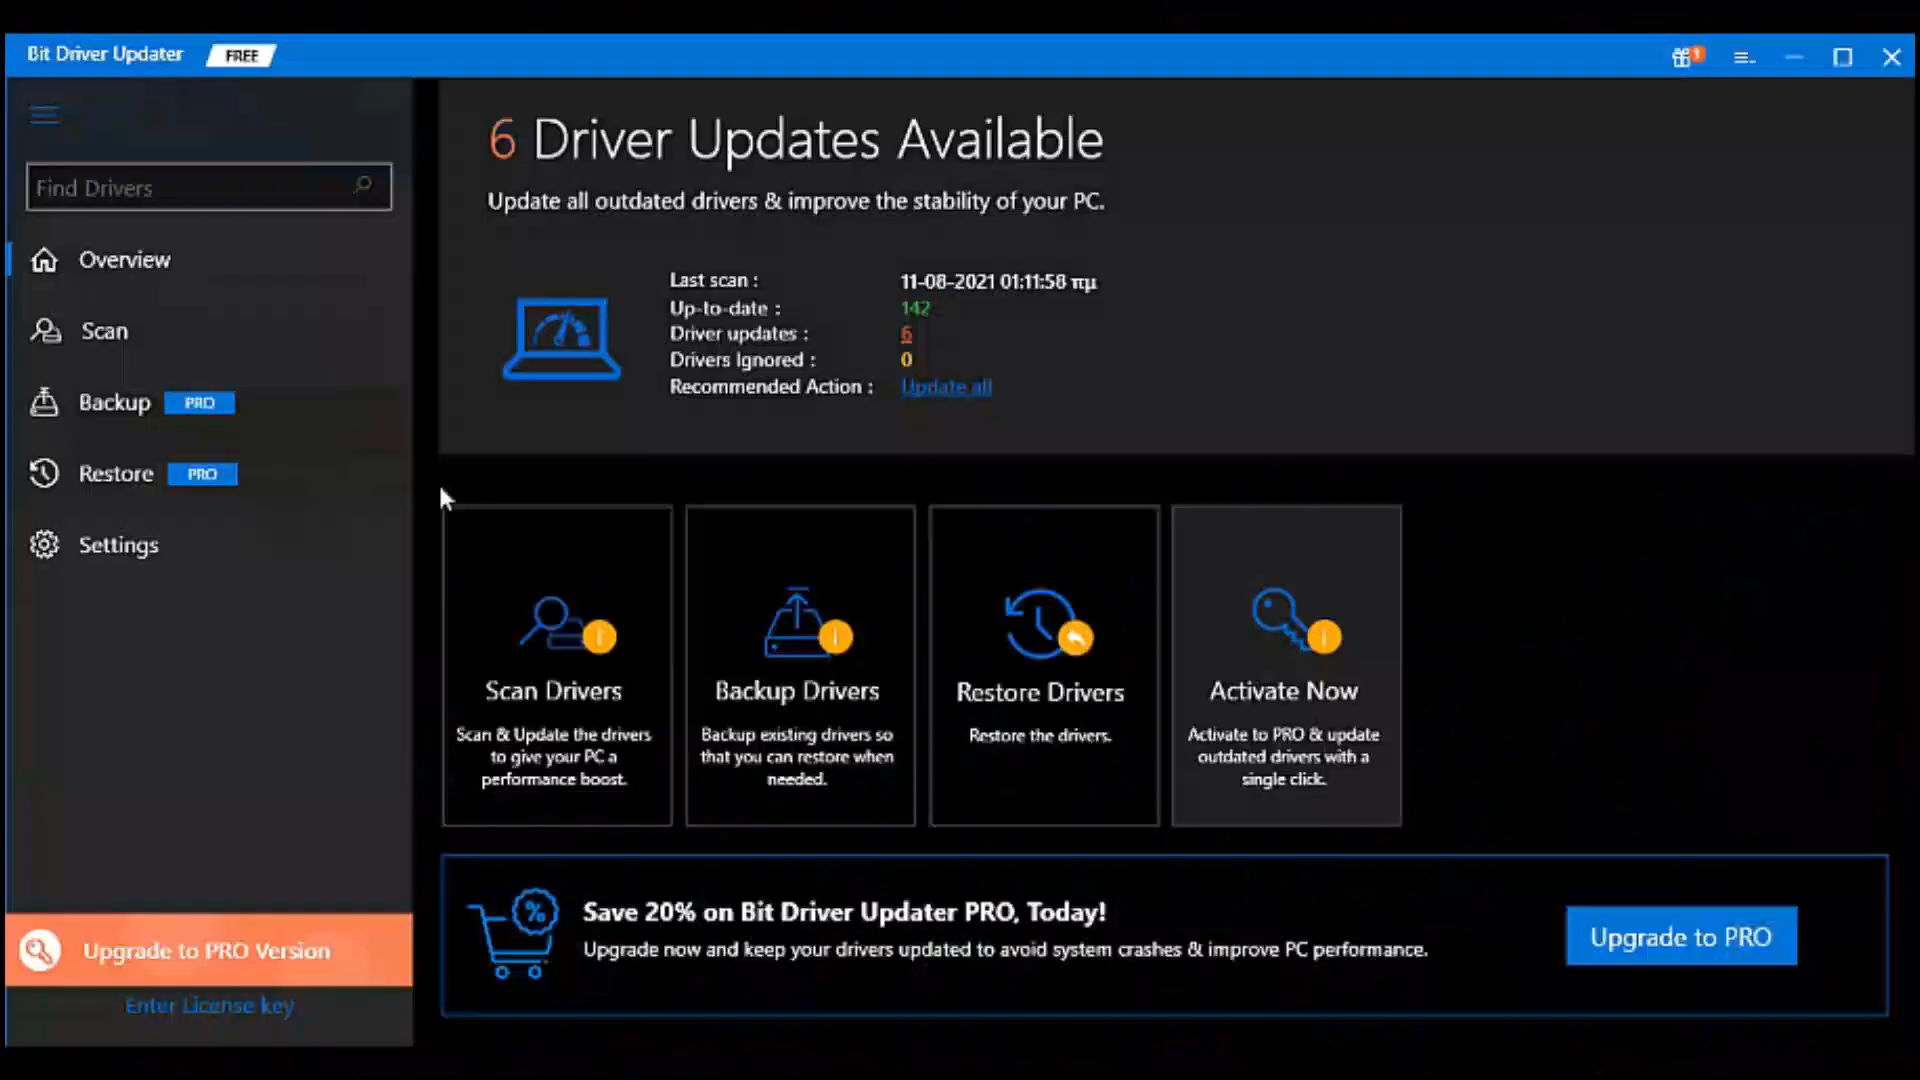 Bit Driver Updater FREE
1
Find Drivers
Overview
Scan
Backup PRO
Restore PRO
Settings
Upgrade to PRO Version
Enter License key
6 Driver Updates Available
Update all outdated drivers & improve the stability of your PC.
Last scan : 11-08-2021 01:11:58 πμ
Up-to-date : 142
Driver updates : 6
Drivers Ignored : 0
Recommended Action : Update all
Scan Drivers
Scan & Update the drivers
to give your PC a
performance boost.
Backup Drivers
Backup existing drivers so
that you can restore when
needed.
Restore Drivers
Restore the drivers.
Activate Now
Activate to PRO & update
outdated drivers with a
single click.
%
Save 20% on Bit Driver Updater PRO, Today!
Upgrade now and keep your drivers updated to avoid system crashes & improve PC performance.
Upgrade to PRO